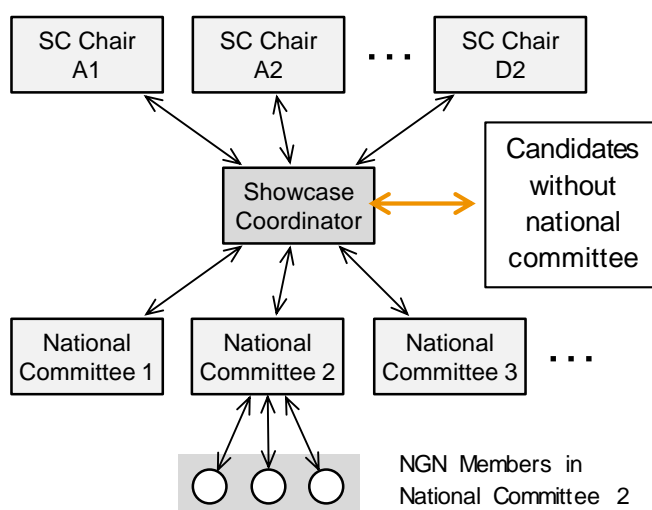 SC Chair
A1
SC Chair
A2
...
SC Chair
D2
Candidates
without
national
committee
Showcase
Coordinator
National
Committee 1
National
Committee 2
National
Committee 3
...
NGN Members in
National Committee 2